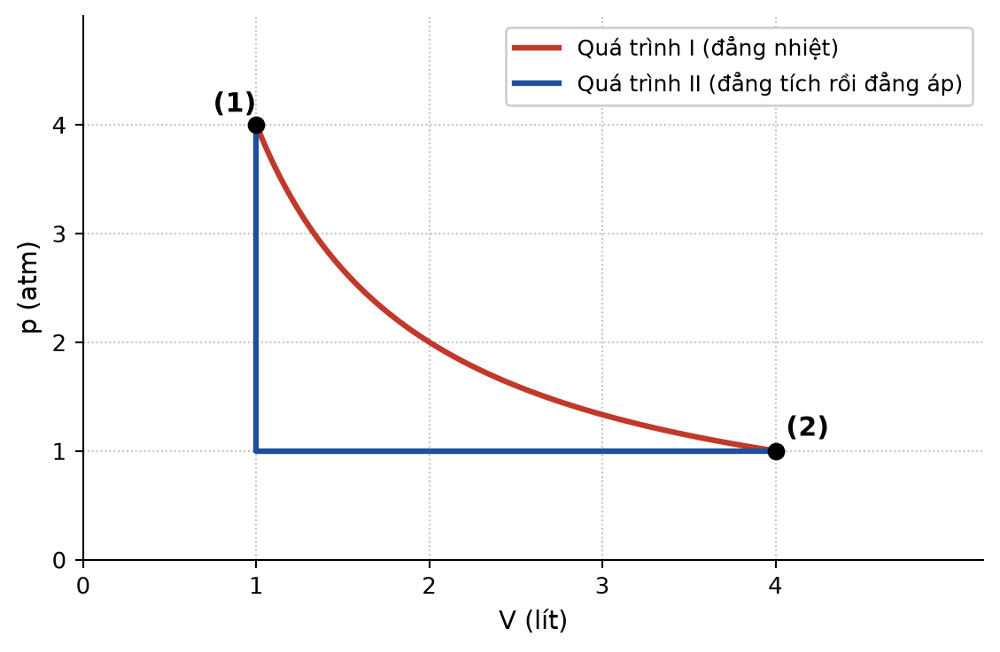 Quá trình I (đẳng nhiệt)
Quá trình II (đẳng tích rồi đẳng áp)
(1)
(2)
4
3
2
1
0
0 1 2 3 4
p (atm)
V (lít)